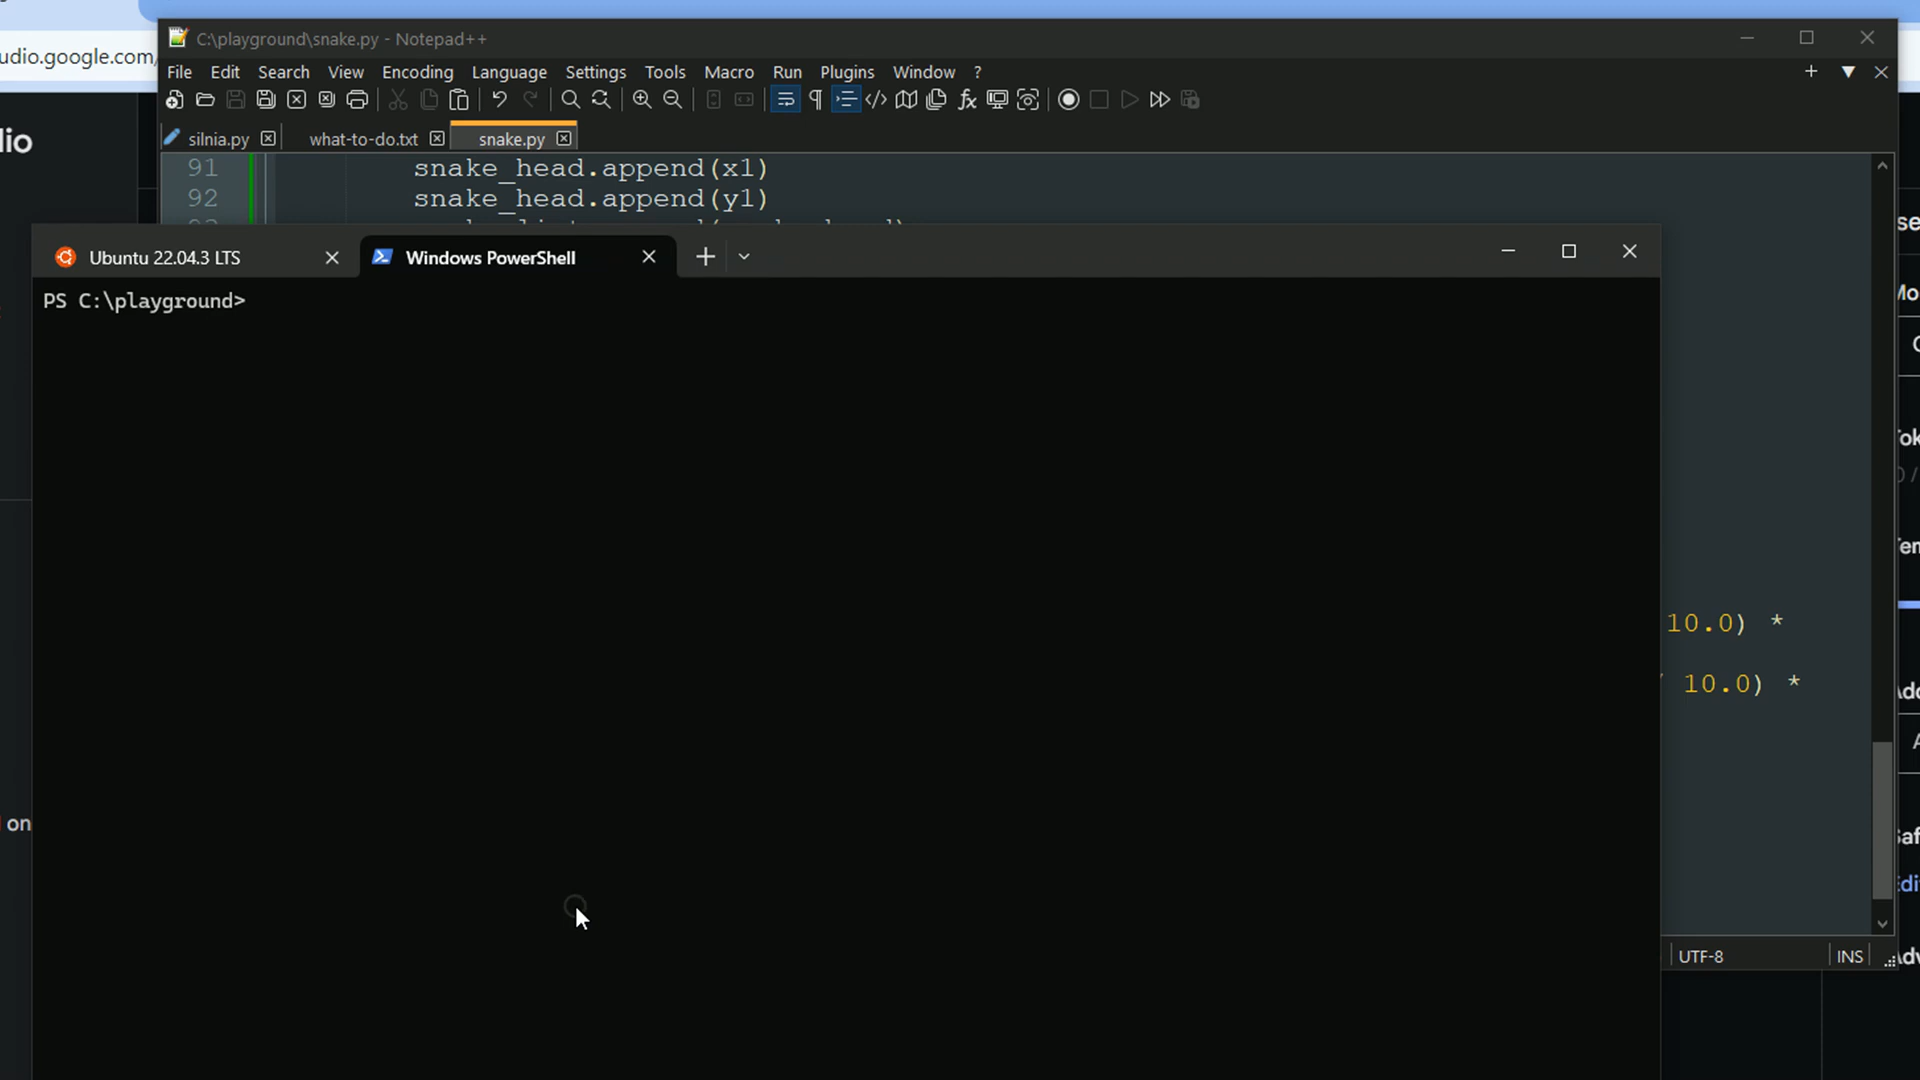 udio.google.com/
C:\playground\snake.py - Notepad++
File Edit Search View Encoding Language Settings Tools Macro Run Plugins Window ?
lio
silnia.py what-to-do.txt snake.py
91 snake_head.append(x1)
92 snake_head.append(y1)
Ubuntu 22.04.3 LTS Windows PowerShell
PS C:\playground>
10.0) *
10.0) *
on
UTF-8 INS